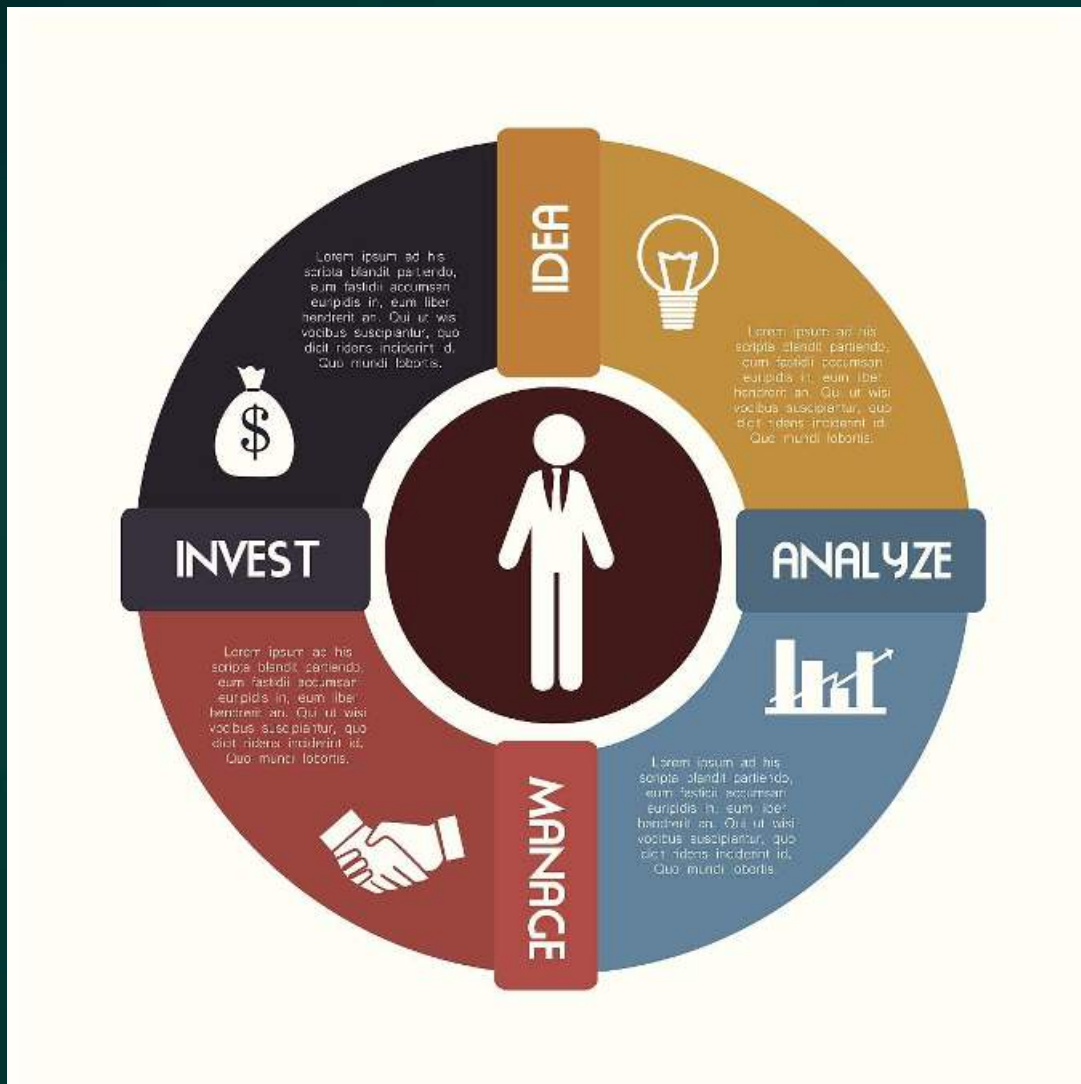 IDEA
Lorem ipsum ad his
scripta blandit partiendo,
eum fastidii accumsan
euripidis in, eum liber
hendrerit an. Qui ut wisi
vocibus suscipiantur, quo
dicit ridens inciderint id.
Quo mundi lobortis.
ANALYZE
Lorem ipsum ad his
scripta blandit partiendo,
eum fastidii accumsan
euripidis in, eum liber
hendrerit an. Qui ut wisi
vocibus suscipiantur, quo
dicit ridens inciderint id.
Quo mundi lobortis.
MANAGE
Lorem ipsum ad his
scripta blandit partiendo,
eum fastidii accumsan
euripidis in, eum liber
hendrerit an. Qui ut wisi
vocibus suscipiantur, quo
dicit ridens inciderint id.
Quo mundi lobortis.
INVEST
Lorem ipsum ad his
scripta blandit partiendo,
eum fastidii accumsan
euripidis in, eum liber
hendrerit an. Qui ut wis
vocibus suscipiantur, quo
dicit ridens inciderint d.
Quo mundi lobortis.
$